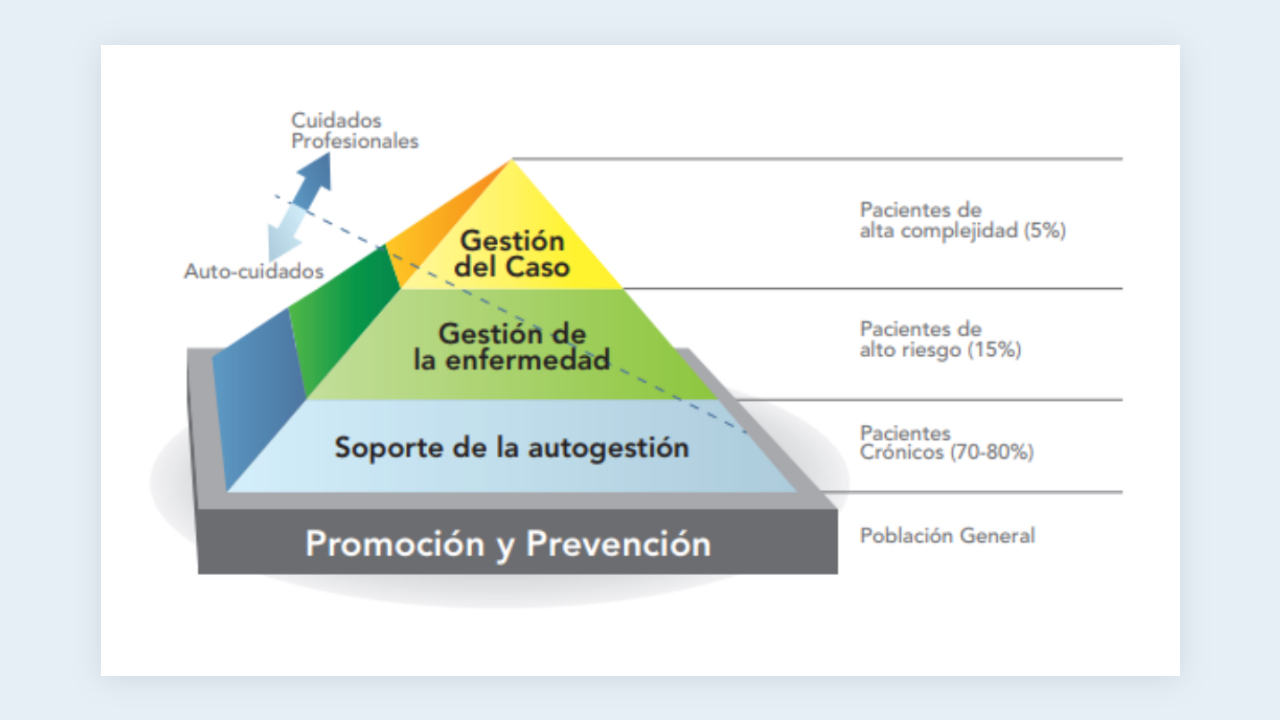 Cuidados
Profesionales
Auto-cuidados
Gestión
del Caso
Pacientes de
alta complejidad (5%)
Gestión de
la enfermedad
Pacientes de
alto riesgo (15%)
Soporte de la autogestión
Pacientes
Crónicos (70-80%)
Promoción y Prevención
Población General